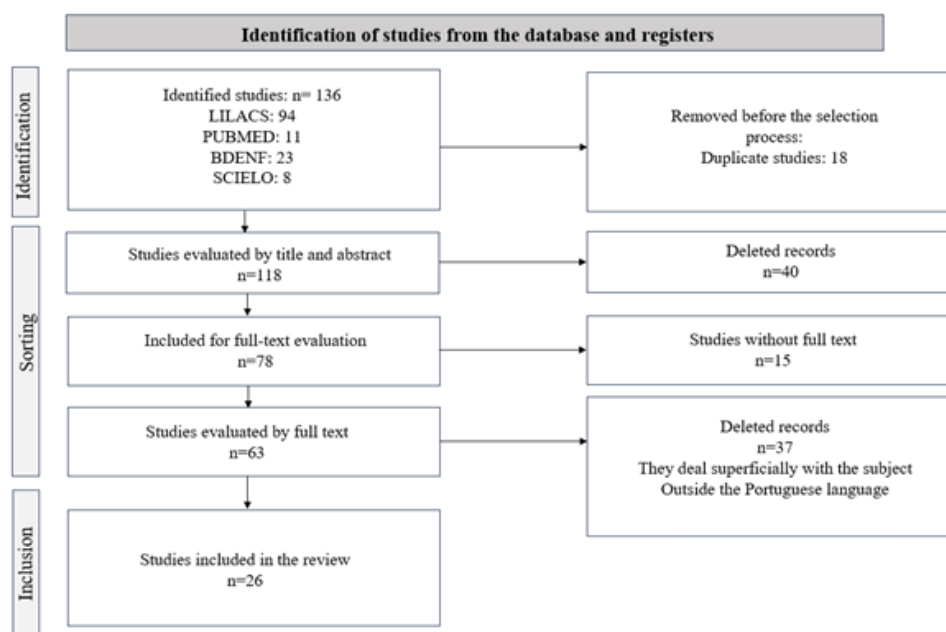 Identification of studies from the database and registers
Identification
Identified studies: n= 136
LILACS: 94
PUBMED: 11
BDENF: 23
SCIELO: 8
Removed before the selection
process:
Duplicate studies: 18
Sorting
Studies evaluated by title and abstract
n=118
Deleted records
n=40
Included for full-text evaluation
n=78
Studies without full text
n=15
Studies evaluated by full text
n=63
Deleted records
n=37
They deal superficially with the subject
Outside the Portuguese language
Inclusion
Studies included in the review
n=26